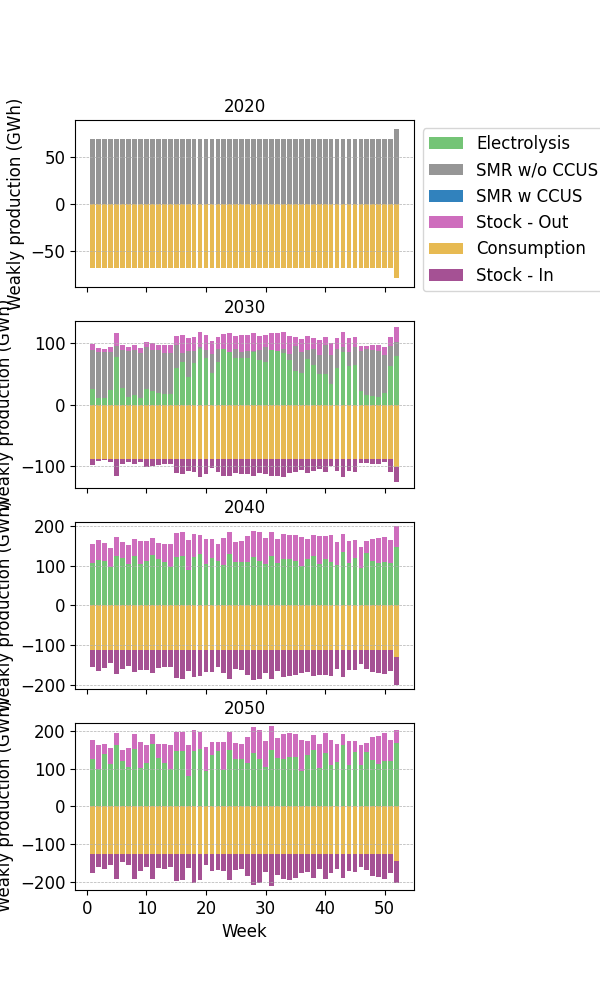 2020
Weakly production (GWh)
50
0
−50
Electrolysis
SMR w/o CCUS
SMR w CCUS
Stock - Out
Consumption
Stock - In
2030
Weakly production (GWh)
100
0
−100
2040
Weakly production (GWh)
200
100
0
−100
−200
2050
Weakly production (GWh)
200
100
0
−100
−200
0 10 20 30 40 50
Week